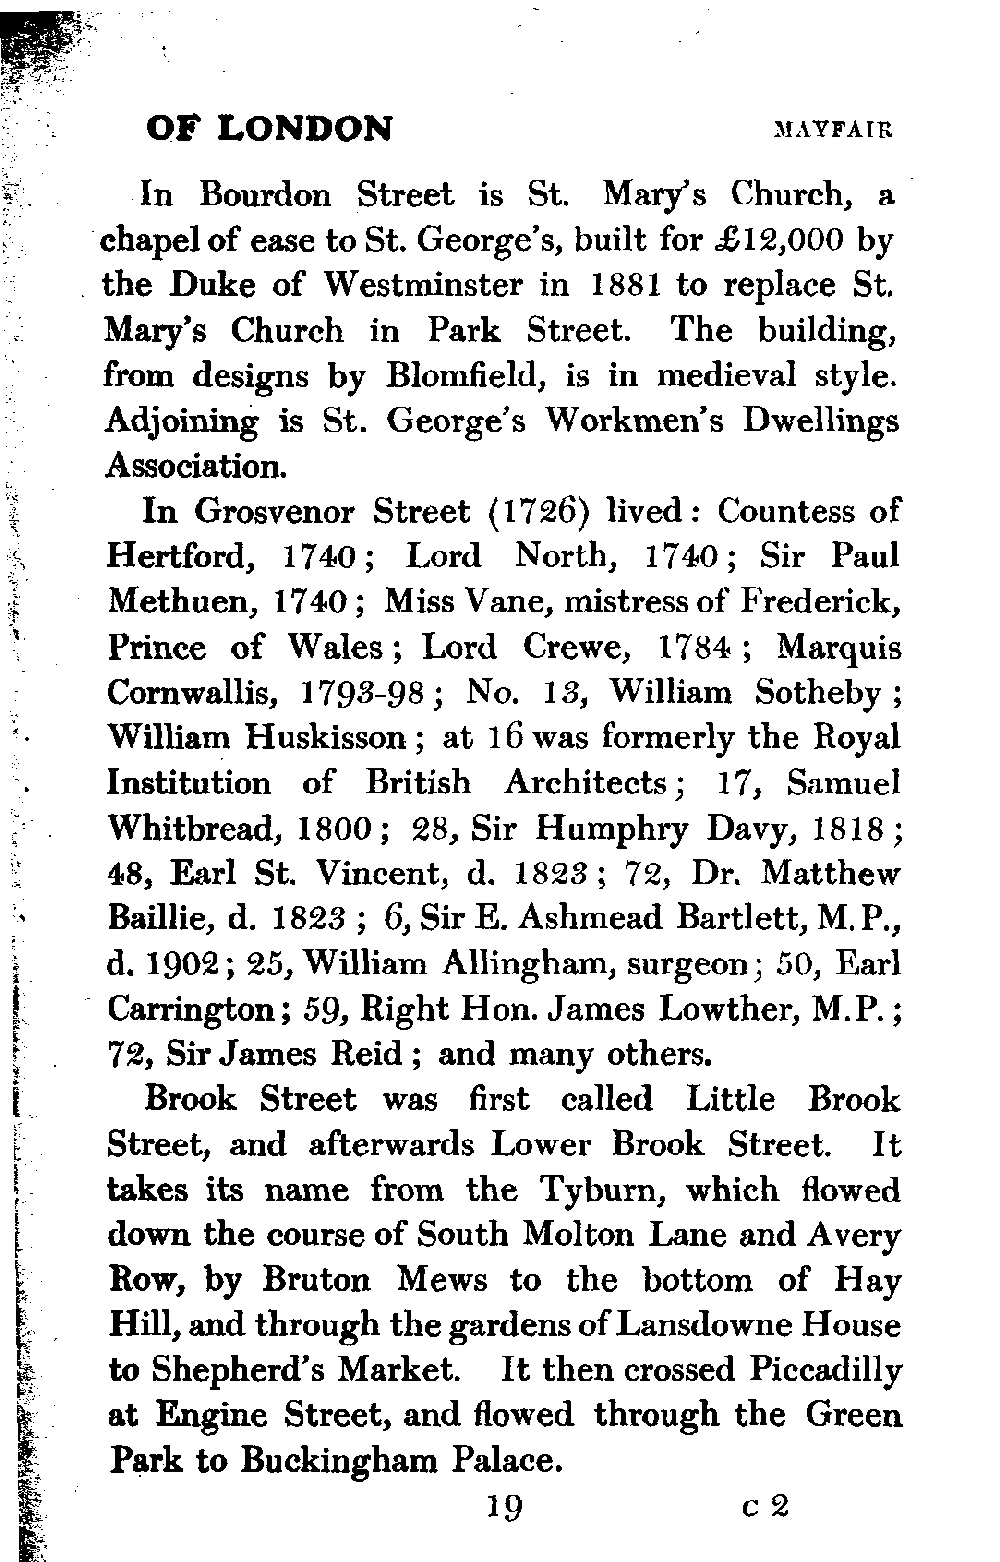 OF LONDON MAYFAIR
In Bourdon Street is St. Mary's Church, a
chapel of ease to St. George's, built for £12,000 by
the Duke of Westminster in 1881 to replace St.
Mary's Church in Park Street. The building,
from designs by Blomfield, is in medieval style.
Adjoining is St. George's Workmen's Dwellings
Association.
In Grosvenor Street (1726) lived: Countess of
Hertford, 1740; Lord North, 1740; Sir Paul
Methuen, 1740; Miss Vane, mistress of Frederick,
Prince of Wales; Lord Crewe, 1784; Marquis
Cornwallis, 1793-98; No. 13, William Sotheby;
William Huskisson; at 16 was formerly the Royal
Institution of British Architects; 17, Samuel
Whitbread, 1800; 28, Sir Humphry Davy, 1818;
48, Earl St. Vincent, d. 1823; 72, Dr. Matthew
Baillie, d. 1823; 6, Sir E. Ashmead Bartlett, M.P.,
d. 1902; 25, William Allingham, surgeon; 50, Earl
Carrington; 59, Right Hon. James Lowther, M.P.;
72, Sir James Reid; and many others.
Brook Street was first called Little Brook
Street, and afterwards Lower Brook Street. It
takes its name from the Tyburn, which flowed
down the course of South Molton Lane and Avery
Row, by Bruton Mews to the bottom of Hay
Hill, and through the gardens of Lansdowne House
to Shepherd's Market. It then crossed Piccadilly
at Engine Street, and flowed through the Green
Park to Buckingham Palace.
19 C 2